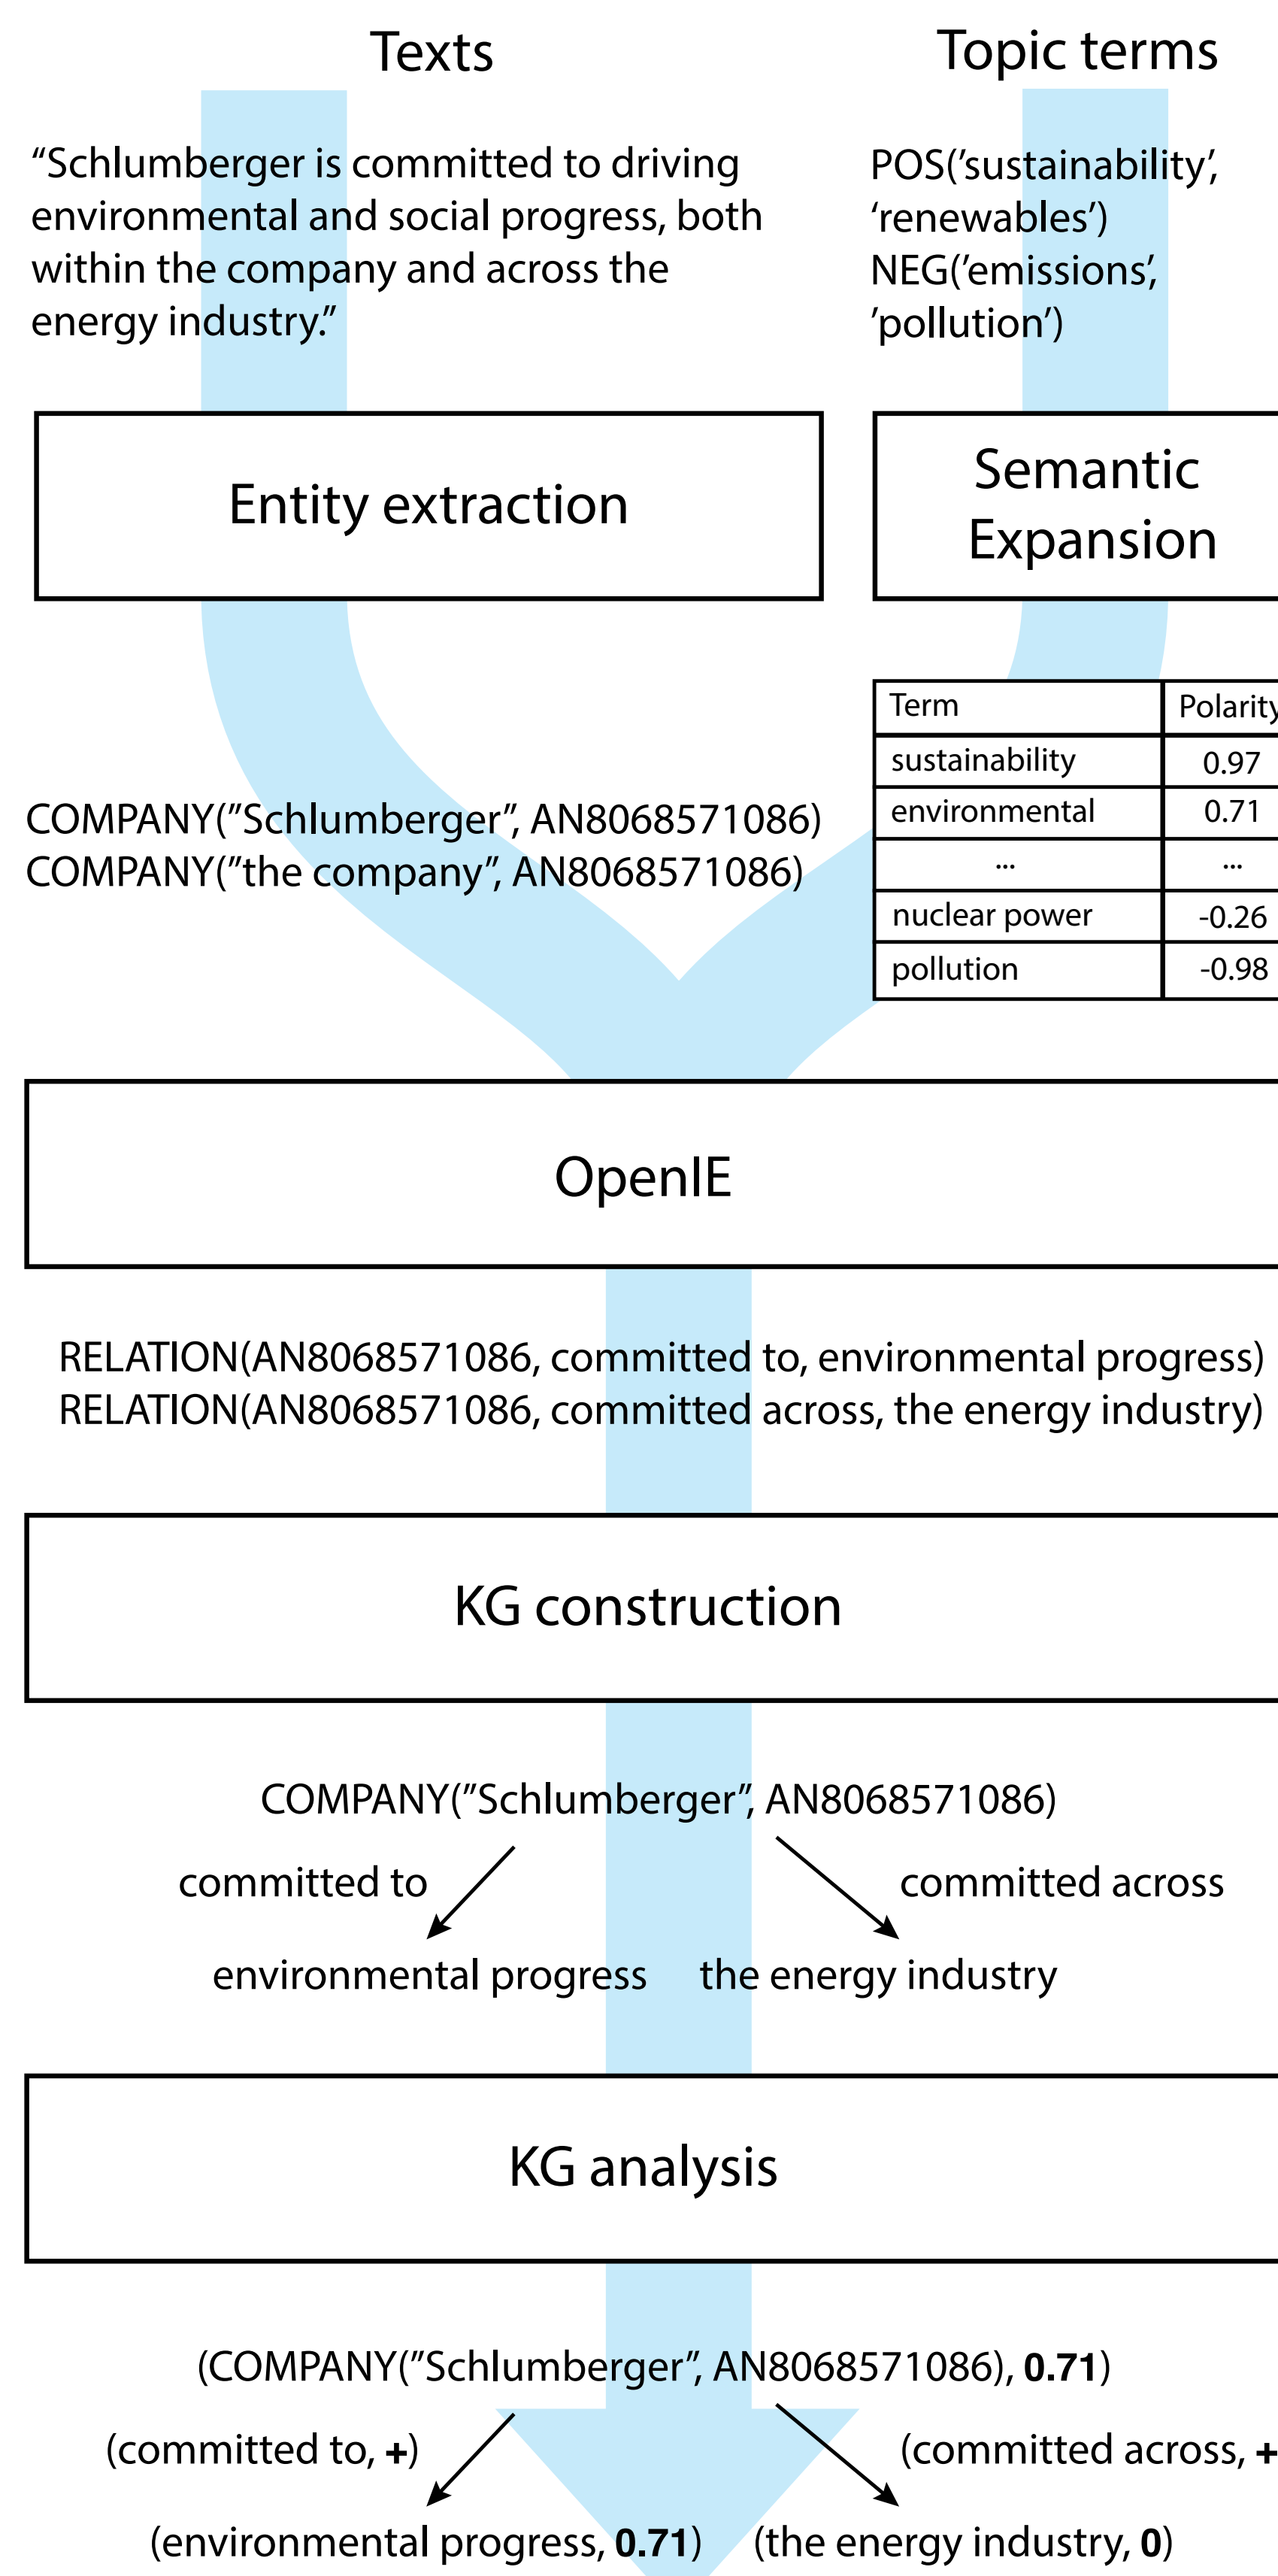 Texts
Topic terms
“Schlumberger is committed to driving
environmental and social progress, both
within the company and across the
energy industry.”
POS('sustainability',
‘renewables’)
NEG('emissions',
'pollution’)
Entity extraction
Semantic
Expansion
COMPANY("Schlumberger", AN8068571086)
COMPANY("the company", AN8068571086)
Term Polarity
sustainability 0.97
environmental 0.71
... ...
nuclear power -0.26
pollution -0.98
OpenIE
RELATION(AN8068571086, committed to, environmental progress)
RELATION(AN8068571086, committed across, the energy industry)
KG construction
COMPANY("Schlumberger", AN8068571086)
committed to
committed across
environmental progress
the energy industry
KG analysis
(COMPANY("Schlumberger", AN8068571086), 0.71)
(committed to, +)
(committed across, +
(environmental progress, 0.71)
(the energy industry, 0)